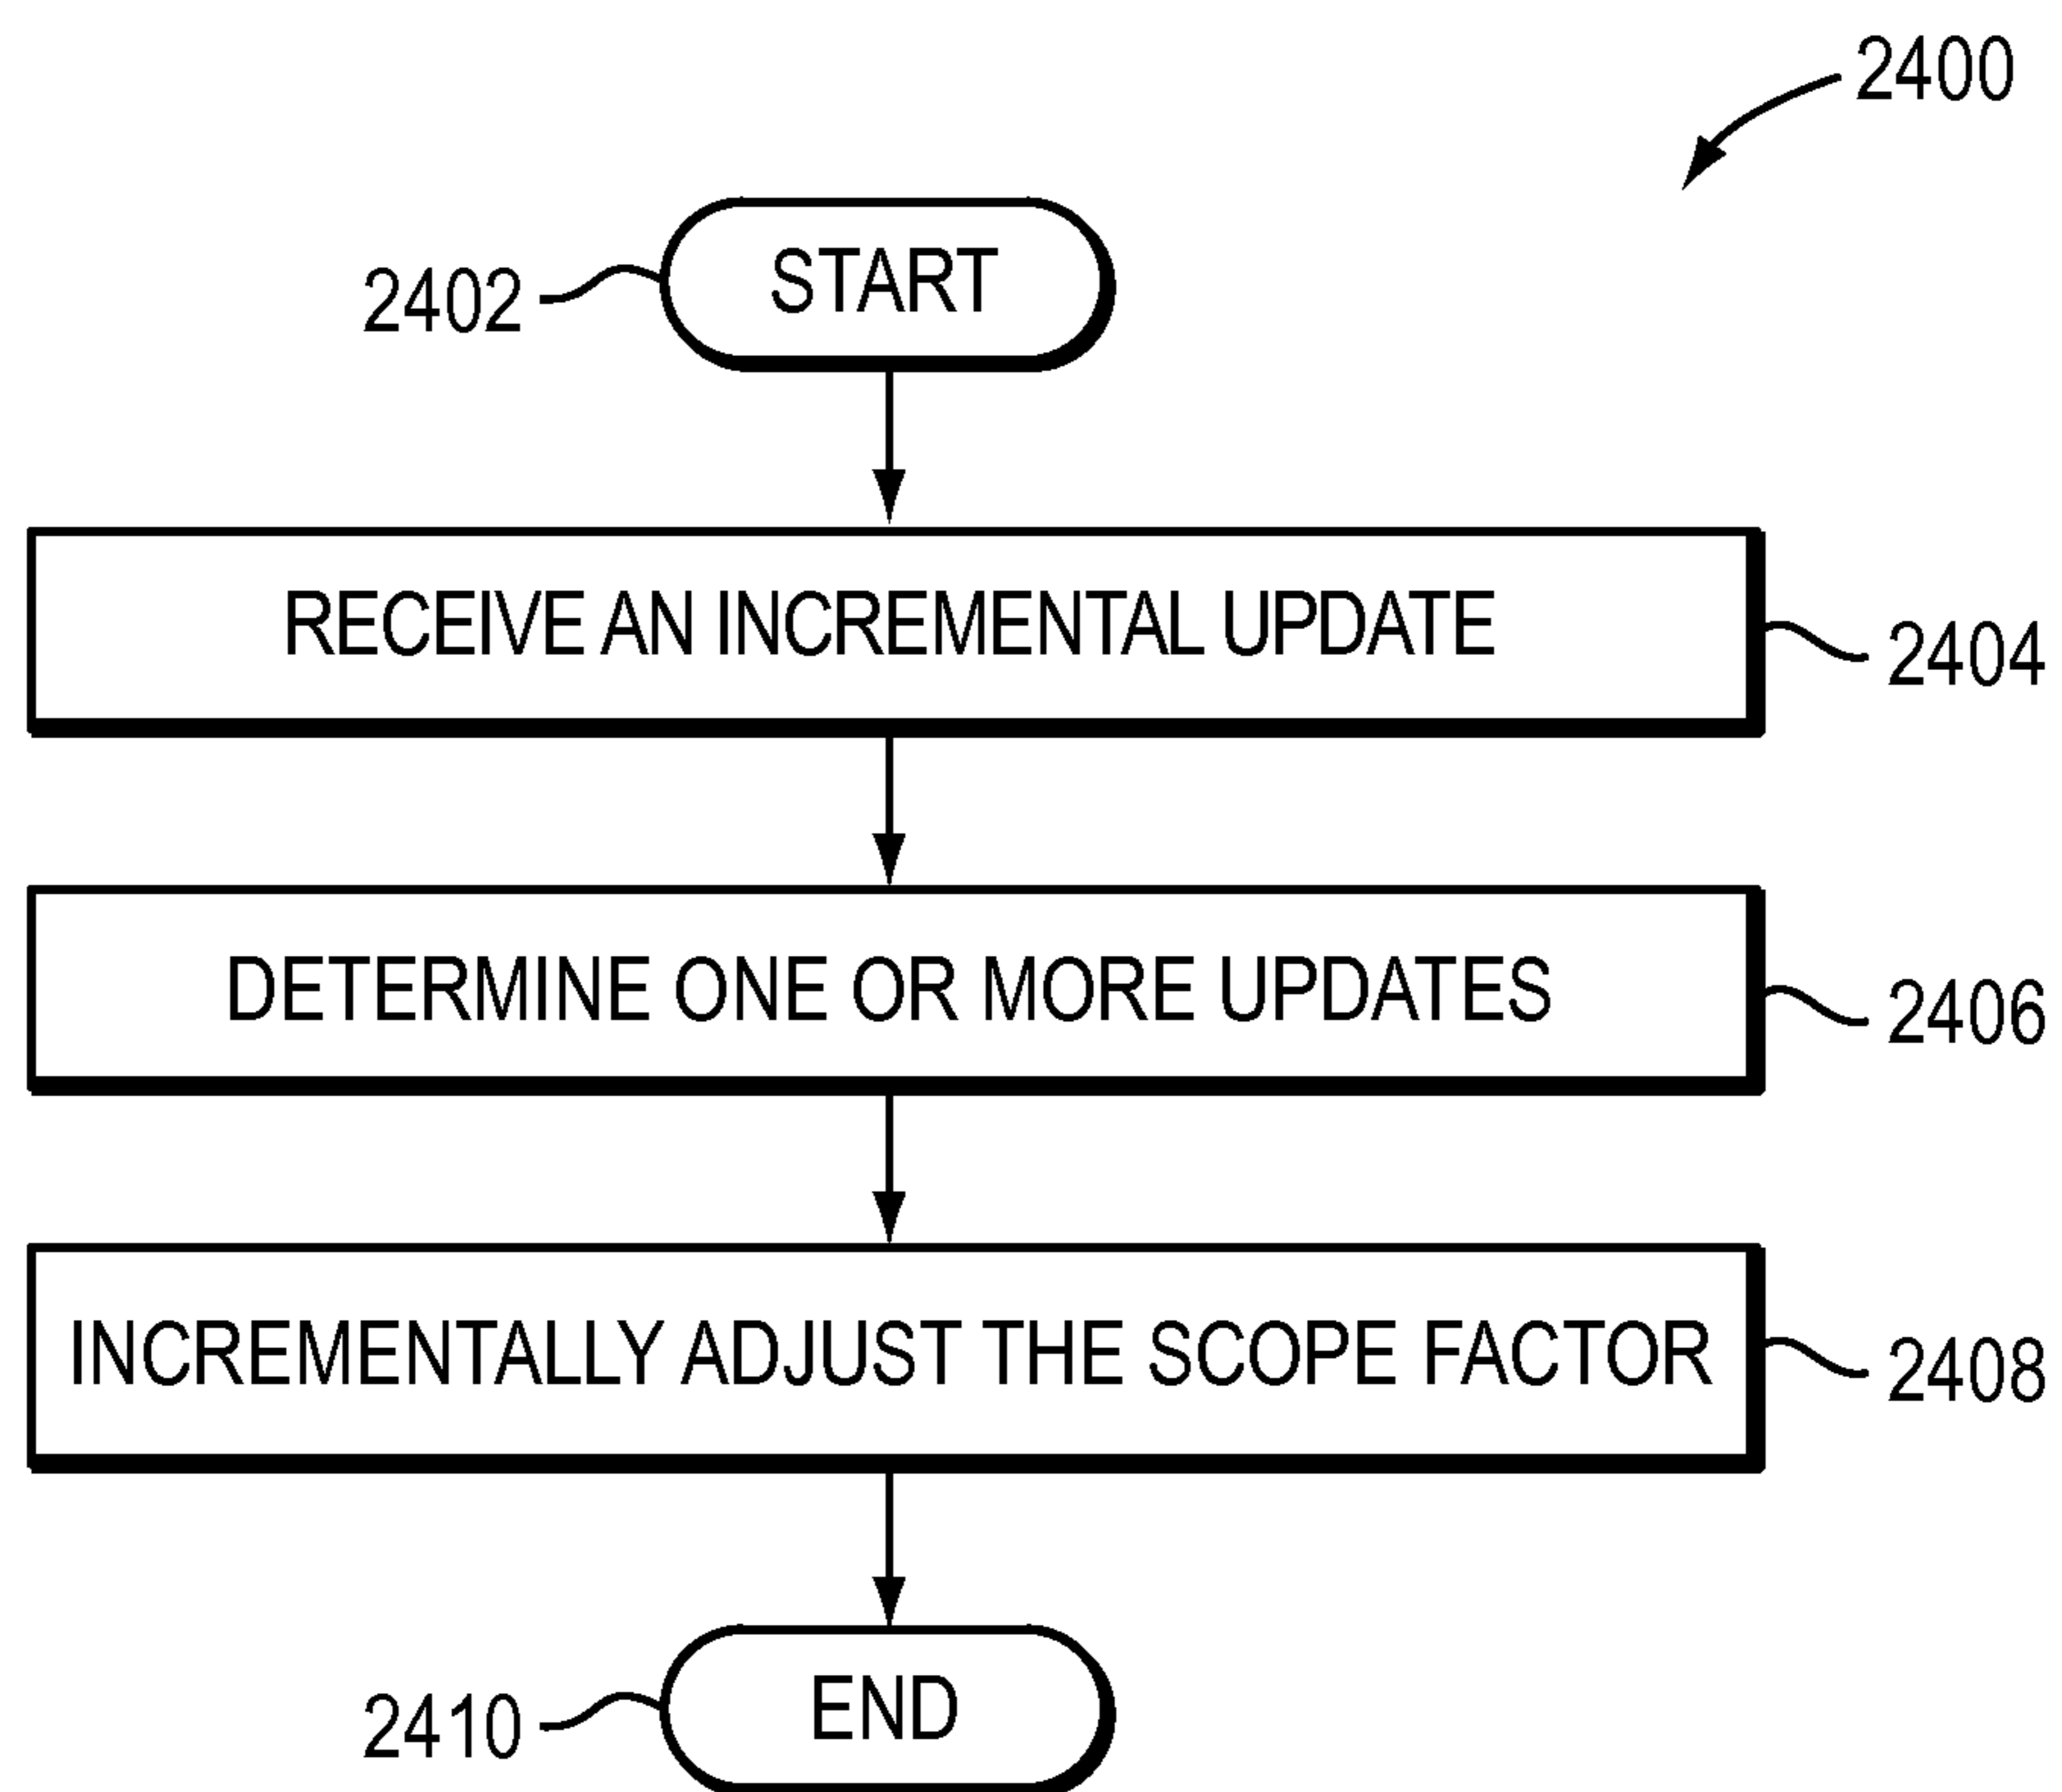 2400
START
2402
RECEIVE AN INCREMENTAL UPDATE
2404
DETERMINE ONE OR MORE UPDATES
2406
INCREMENTALLY ADJUST THE SCOPE FACTOR
2408
END
2410